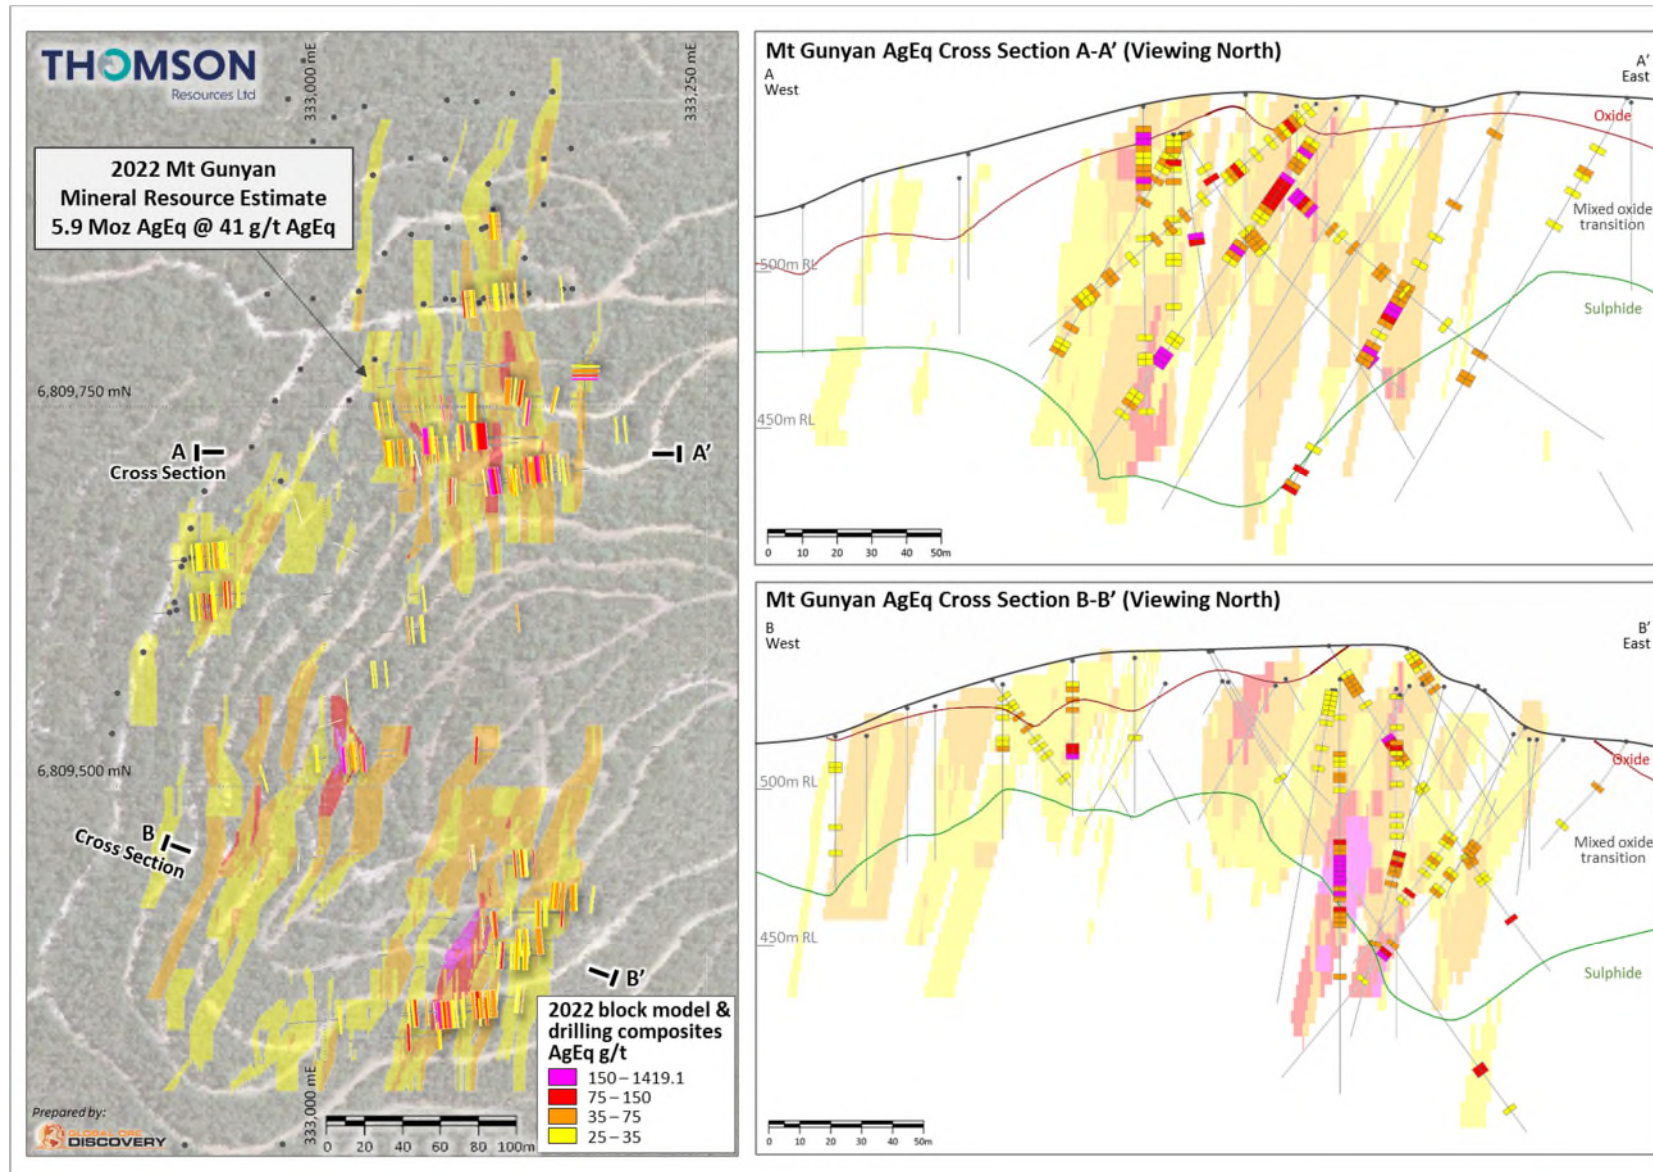 THOMSON
Resources Ltd
333,000 mE
333,250 mE
2022 Mt Gunyan
Mineral Resource Estimate
5.9 Moz AgEq @ 41 g/t AgEq
6,809,750 mN
A
Cross Section
A'
6,809,500 mN
B
Cross Section
B'
333,000 mE
0 20 40 60 80 100m
Prepared by:
GLOBAL ORE
DISCOVERY
2022 block model &
drilling composites
AgEq g/t
150 – 1419.1
75 – 150
35 – 75
25 – 35
Mt Gunyan AgEq Cross Section A-A' (Viewing North)
A
West
A'
East
Oxide
Mixed oxide
transition
500m RL
Sulphide
450m RL
0 10 20 30 40 50m
Mt Gunyan AgEq Cross Section B-B' (Viewing North)
B
West
B'
East
Oxide
500m RL
Mixed oxide
transition
450m RL
Sulphide
0 10 20 30 40 50m